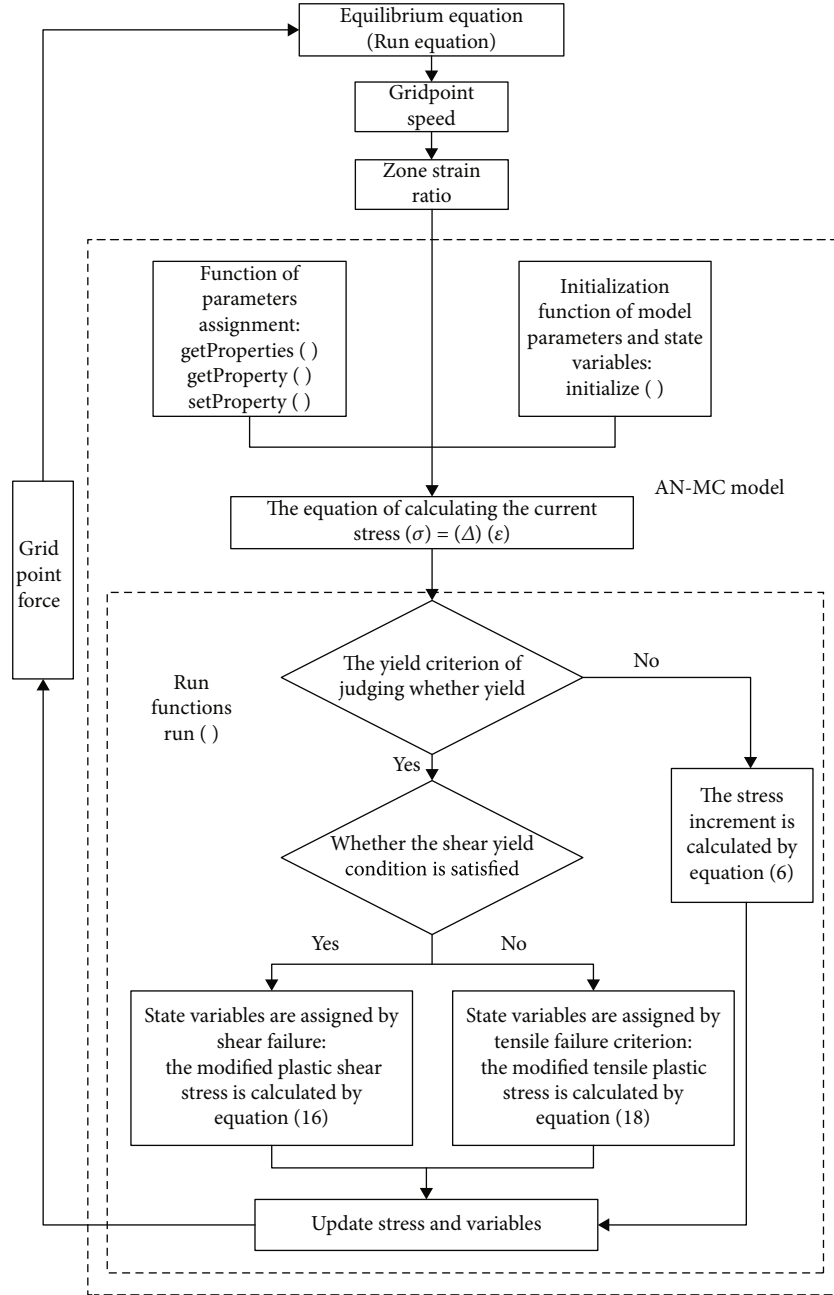 Equilibrium equation
(Run equation)
Gridpoint
speed
Zone strain
ratio
Function of
parameters
assignment:
getProperties ( )
getProperty ( )
setProperty ( )
Initialization
function of model
parameters and state
variables:
initialize ( )
AN-MC model
The equation of calculating the current
stress (σ) = (Δ) (ε)
Grid
point
force
The yield criterion of
judging whether yield
No
Run
functions
run ( )
Yes
The stress
increment is
calculated by
equation (6)
Whether the shear yield
condition is satisfied
Yes
No
State variables are assigned by
shear failure:
the modified plastic shear
stress is calculated by
equation (16)
State variables are assigned by
tensile failure criterion:
the modified tensile plastic
stress is calculated by
equation (18)
Update stress and variables